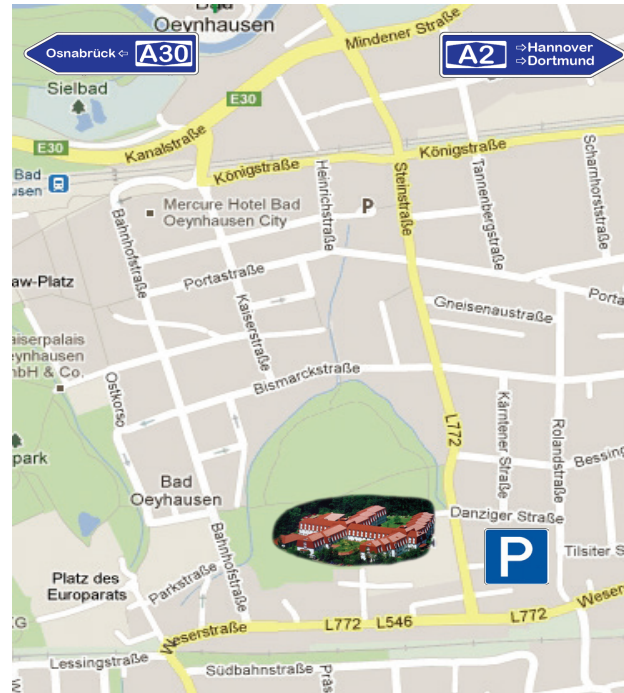 Bad
Oeynhausen
Osnabrück ⇦ A30
A2 ⇨Hannover
⇨Dortmund
Mindener Straße
Sielbad
E30
Kanalstraße
E30
Königstraße
Königstraße
Bad
Heinrichstraße
Steinstraße
Tannenbergstraße
Scharnhorststraße
Mercure Hotel Bad
Oeynhausen City
P
Bahnhofstraße
Portastraße
Kaiserstraße
Gneisenaustraße
Porta
aw-Platz
aiserpalais
eynhausen
mbH & Co.
Ostkorso
Bismarckstraße
L772
Kärntener Straße
Rolandstraße
Bessing
park
Bad
Oeyhausen
Danziger Straße
P
Tilsiter S
Bahnhofstraße
Parkstraße
Platz des
Europarats
Weserstraße
L772
L546
L772
Weser
KG
Lessingstraße
Südbahnstraße
Präs
W